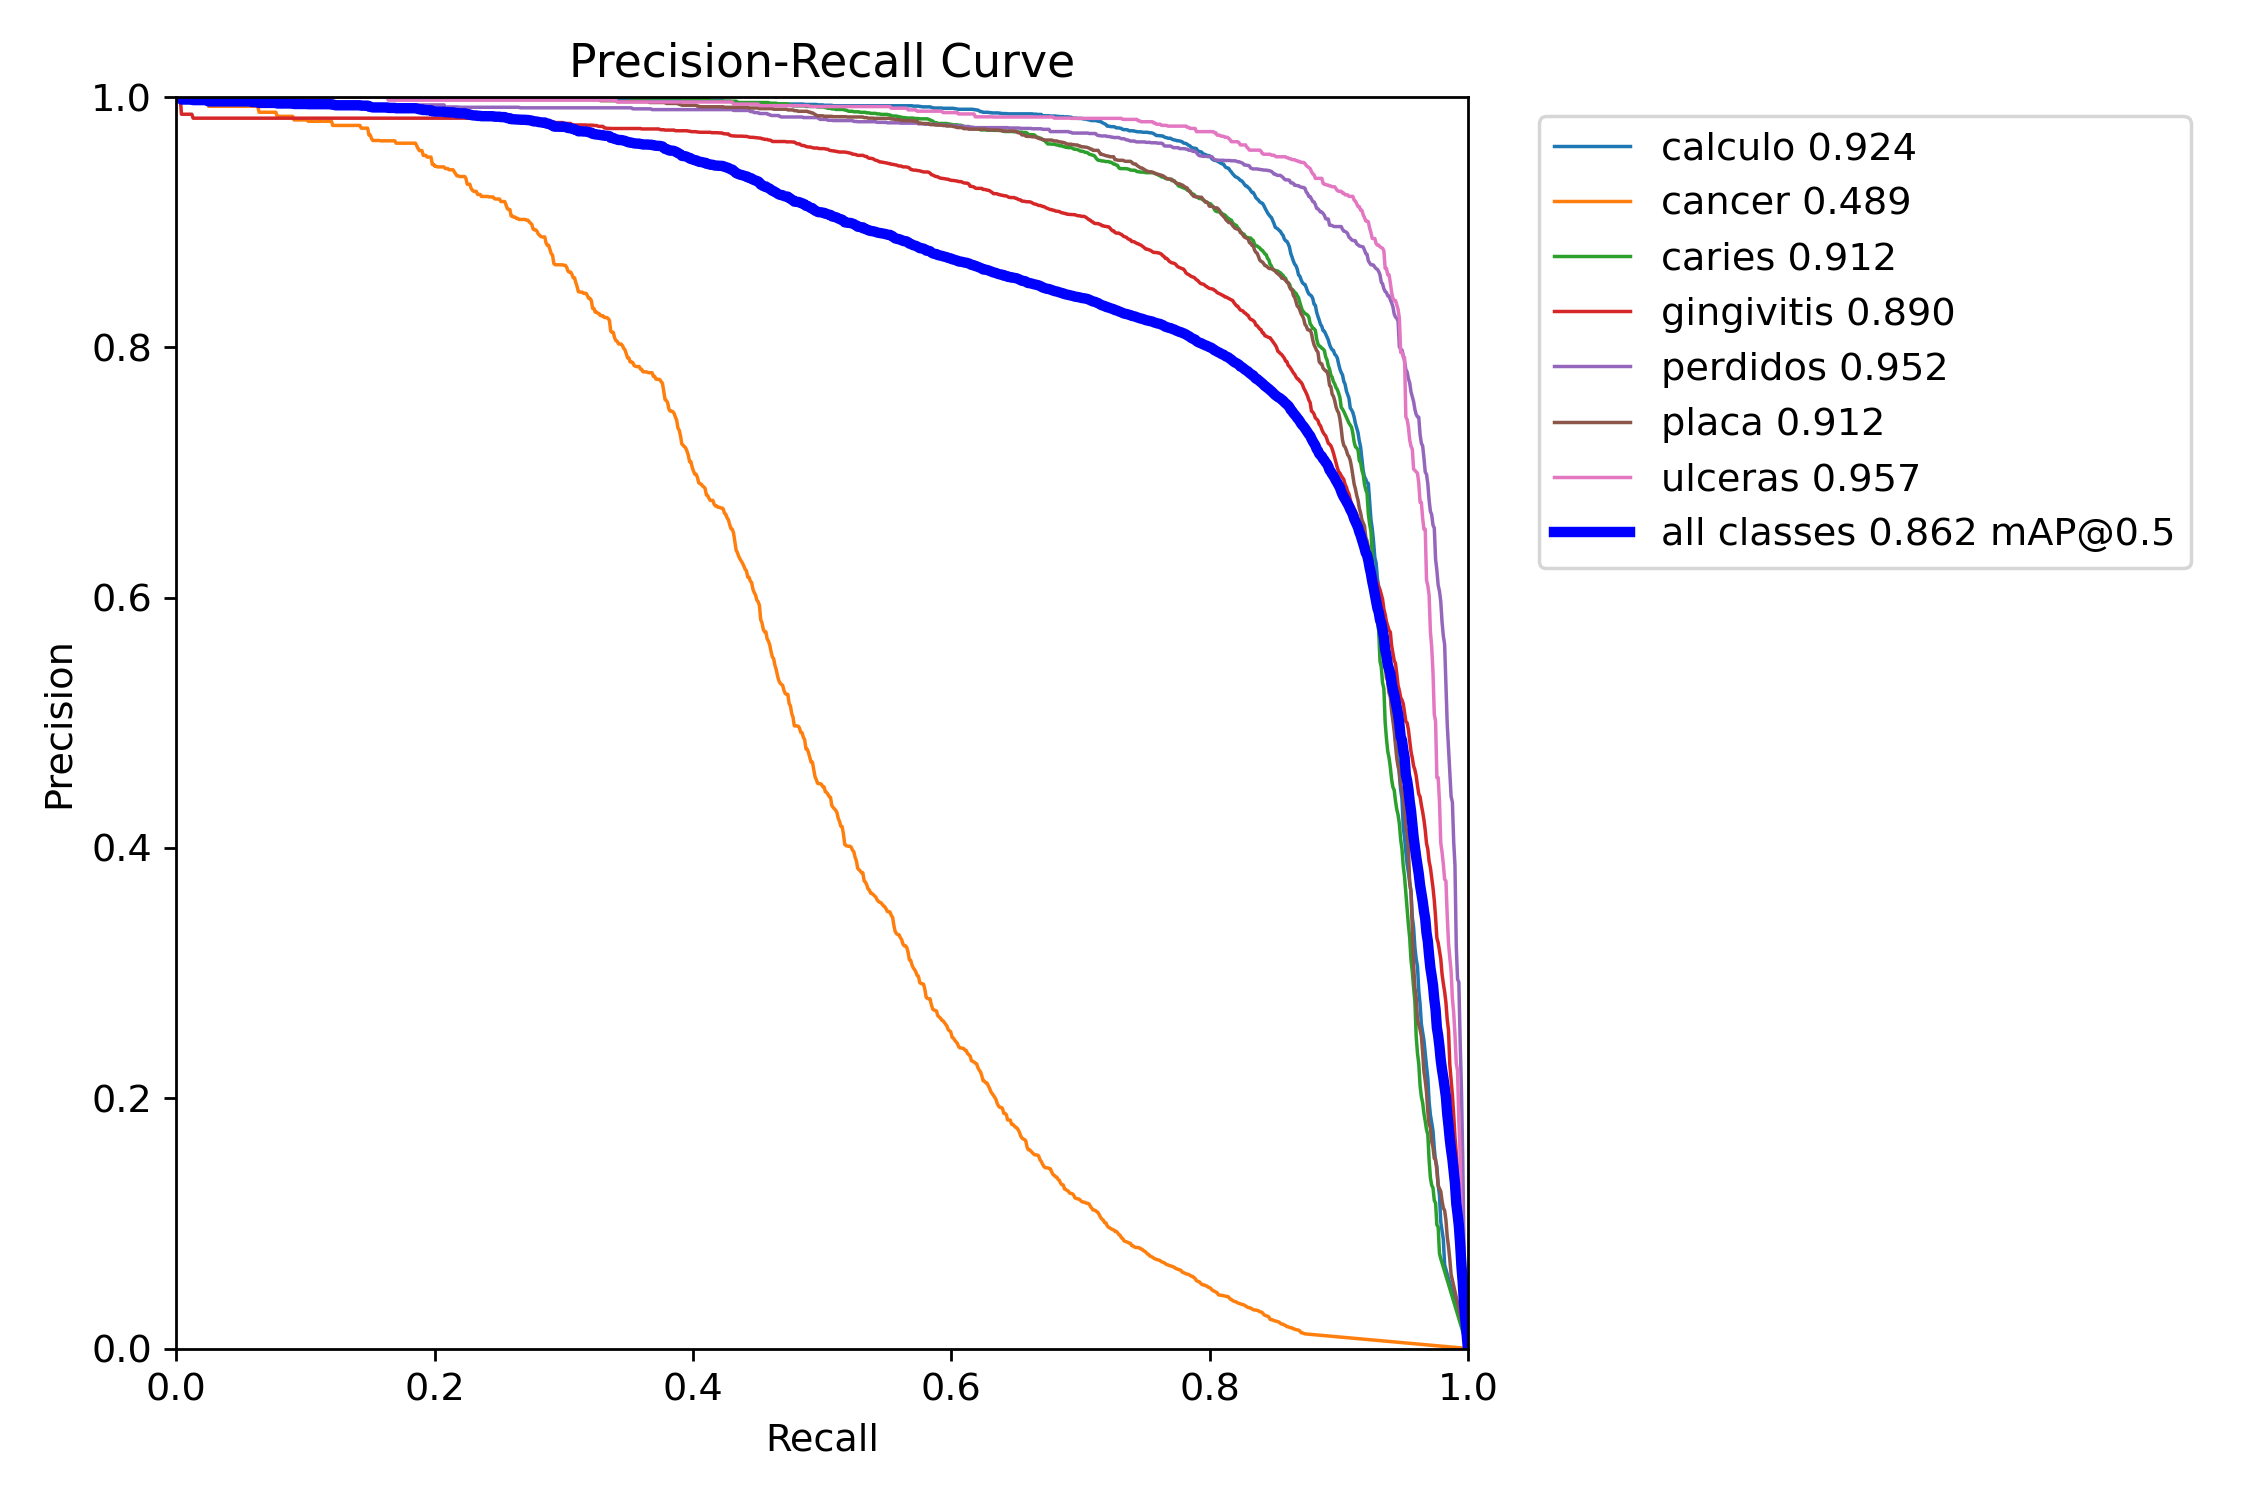 Precision-Recall Curve
1.0
0.8
0.6
0.4
0.2
0.0
Precision
0.0 0.2 0.4 0.6 0.8 1.0
Recall
calculo 0.924
cancer 0.489
caries 0.912
gingivitis 0.890
perdidos 0.952
placa 0.912
ulceras 0.957
all classes 0.862 mAP@0.5